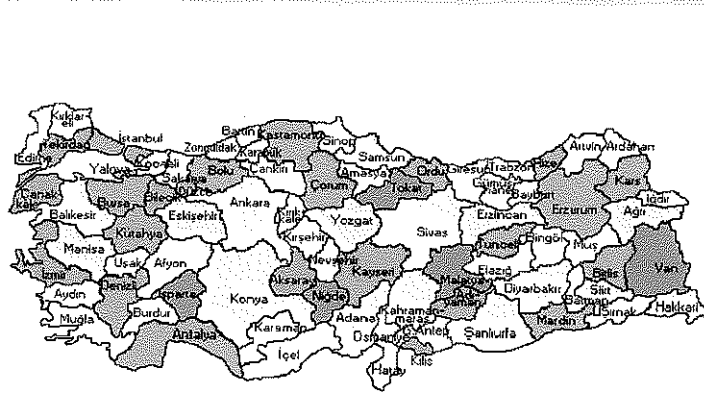 Kırklar
eli
Tekirdağ
Edirne
İstanbul
Yalova
Kocaeli
Sakarya
Düzce
Zonguldak
Bartın
Karabük
Kastamonu
Sinop
Samsun
Bolu
Çankırı
Çorum
Amasya
Tokat
Ordu
Giresun
Trabzon
Rize
Artvin
Ardahan
Kars
Iğdır
Ağrı
Erzurum
Bayburt
Gümüş
hane
Erzincan
Çanak
kale
Balıkesir
Bursa
Bilecik
Eskişehir
Ankara
Kırık
kale
Yozgat
Sivas
Kütahya
Kırşehir
Manisa
Uşak
Afyon
Nevşehir
Kayseri
Tunceli
Bingöl
Muş
İzmir
Aydın
Denizli
Isparta
Burdur
Muğla
Antalya
Konya
Aksaray
Niğde
Karaman
İçel
Adana
Kahraman-
maraş
Osmaniye
G.Antep
Kilis
Hatay
Malatya
Ad-
yaman
Elazığ
Diyarbakır
Şanlıurfa
Mardin
Batman
Siirt
Bitlis
Van
Şırnak
Hakkari